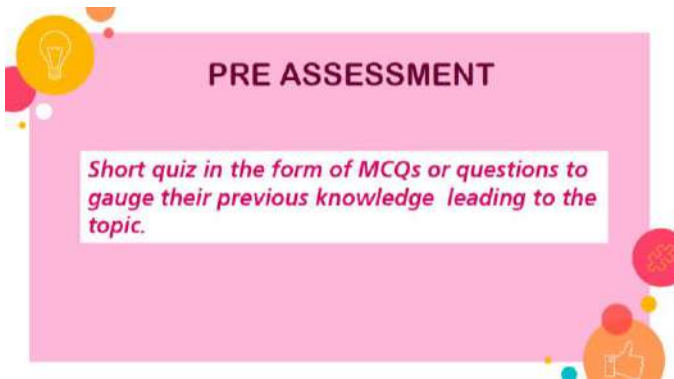 PRE ASSESSMENT
Short quiz in the form of MCQs or questions to
gauge their previous knowledge leading to the
topic.